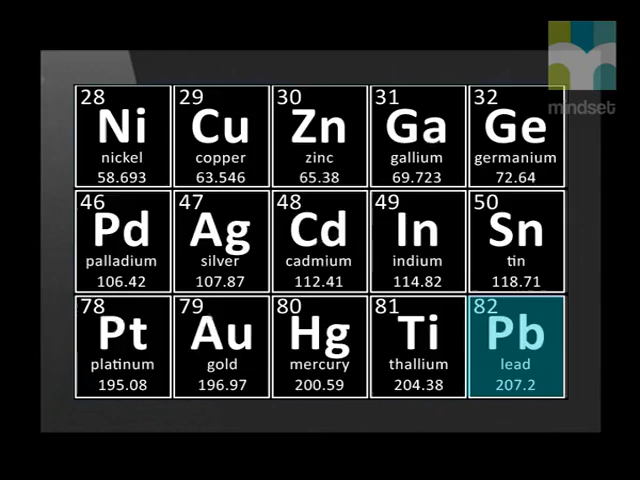 mindset
28 29 30 31 32
Ni Cu Zn Ga Ge
nickel copper zinc gallium germanium
58.693 63.546 65.38 69.723 72.64
46 47 48 49 50
Pd Ag Cd In Sn
palladium silver cadmium indium tin
106.42 107.87 112.41 114.82 118.71
78 79 80 81 82
Pt Au Hg Ti Pb
platinum gold mercury thallium lead
195.08 196.97 200.59 204.38 207.2